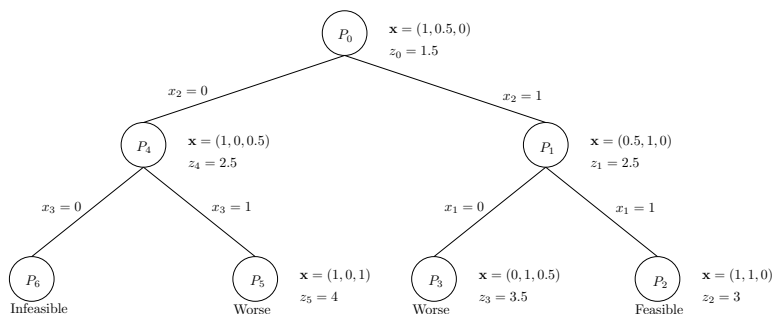 P₀
x = (1, 0.5, 0)
z₀ = 1.5
x₂ = 0
x₂ = 1
P₄
x = (1, 0, 0.5)
z₄ = 2.5
P₁
x = (0.5, 1, 0)
z₁ = 2.5
x₃ = 0
x₃ = 1
x₁ = 0
x₁ = 1
P₆
Infeasible
P₅
x = (1, 0, 1)
z₅ = 4
Worse
P₃
x = (0, 1, 0.5)
z₃ = 3.5
Worse
P₂
x = (1, 1, 0)
z₂ = 3
Feasible